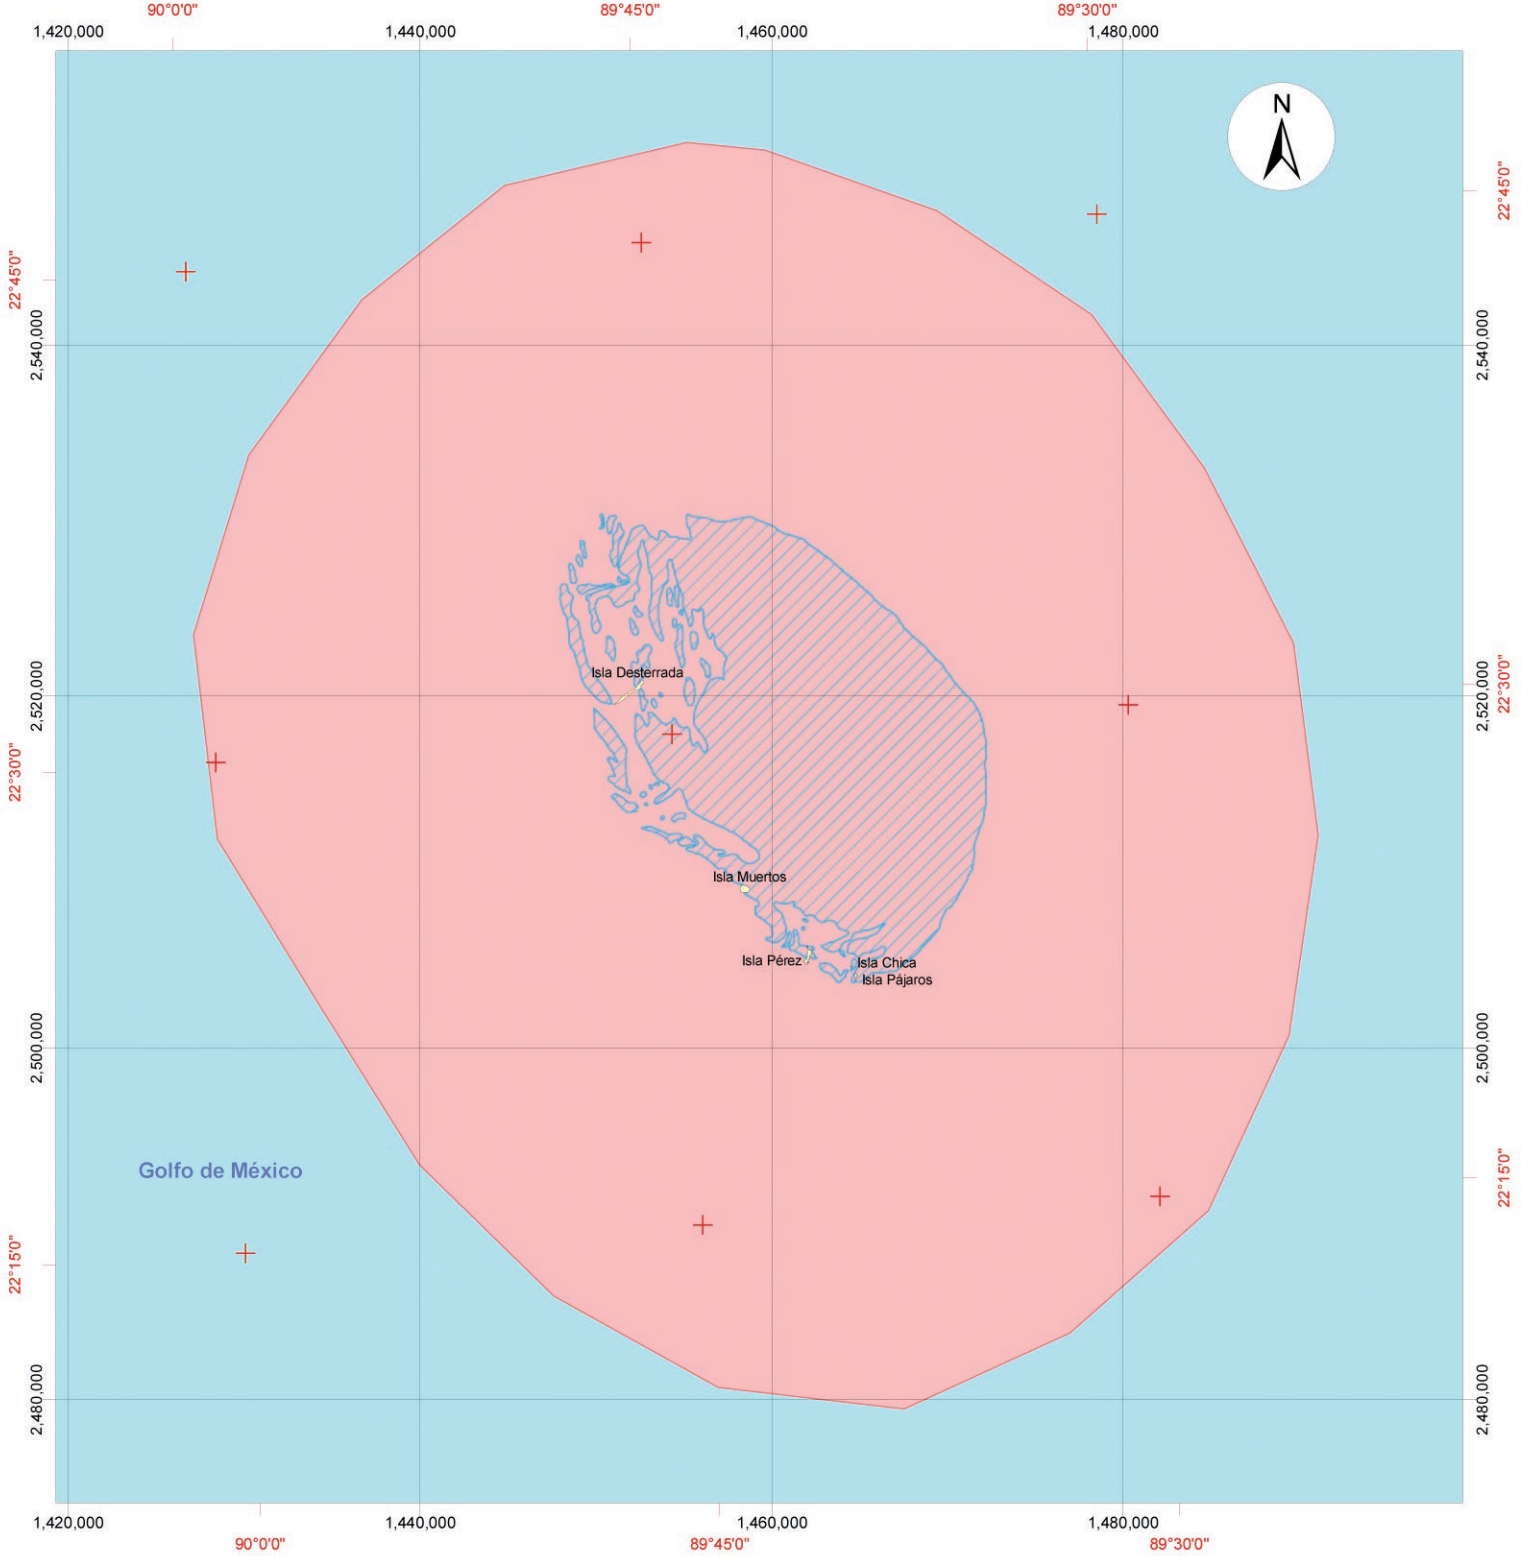 90°0'0" 89°45'0" 89°30'0"
1,420,000 1,440,000 1,460,000 1,480,000
N
22°45'0"
22°45'0"
2,540,000
2,540,000
Isla Desterrada
2,520,000
2,520,000
22°30'0"
22°30'0"
Isla Muertos
Isla Pérez
Isla Chica
Isla Pájaros
2,500,000
2,500,000
Golfo de México
22°15'0"
22°15'0"
2,480,000
2,480,000
1,420,000 1,440,000 1,460,000 1,480,000
90°0'0" 89°45'0" 89°30'0"